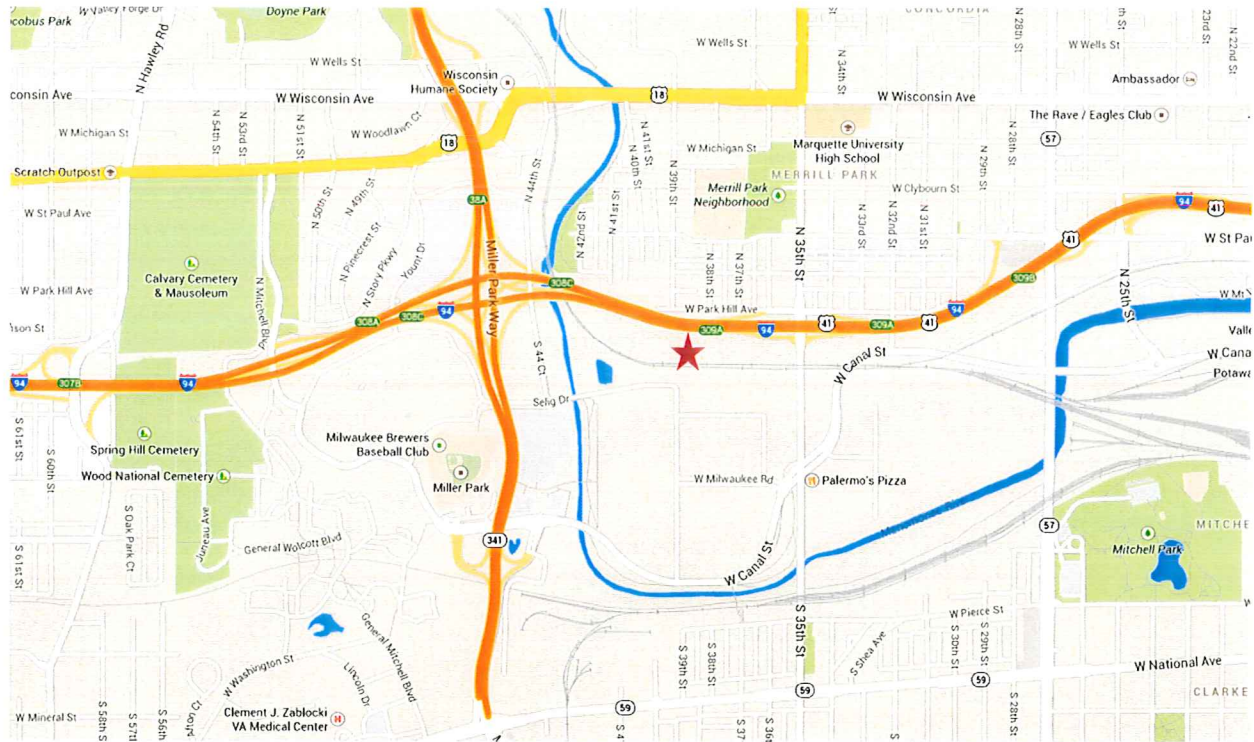 cobus Park
W Valley Forge Dr
Doyne Park
CONCORDIA
N Hawley Rd
W Wells St
W Wells St
W Wells St
N 34th St
N 28th St
23rd St
N 22nd St
Wisconsin
Humane Society
Ambassador
consin Ave
W Wisconsin Ave
18
W Wisconsin Ave
The Rave / Eagles Club
W Michigan St
N 54th St
N 53rd St
N 51st St
W Woodlawn Ct
18
N 41st St
N 40th St
N 39th St
W Michigan St
Marquette University
High School
MERRILL PARK
N 29th St
N 28th St
57
Scratch Outpost
N 44th St
W Clybourn St
W St Paul Ave
N 50th St
N 49th St
38A
N 42nd St
N 41st St
Merrill Park
Neighborhood
N 35th St
N 33rd St
N 32nd St
N 31st St
94
41
41
W St Pau
Calvary Cemetery
& Mausoleum
N Pinecrest St
N Story Pkwy
Yount Dr
Miller Park Way
308C
N 38th St
N 37th St
309B
N 25th St
W Park Hill Ave
N Mitchell Blvd
W Park Hill Ave
W Mt V
308A
308C
94
309A
94
41
309A
41
94
Valle
S 44 Ct
W Canal St
W Cana
Potawa
94
307B
94
Selig Dr
S 61st St
S 60th St
Spring Hill Cemetery
Milwaukee Brewers
Baseball Club
Wood National Cemetery
Miller Park
W Milwaukee Rd
Palermo's Pizza
S 61st St
S Oak Park Ct
Juneau Ave
General Wolcott Blvd
341
57
MITCHE
Mitchell Park
W Canal St
S 35th St
W Pierce St
General Mitchell Blvd
S 39th St
S 38th St
S Shea Ave
S 30th St
S 29th St
W Washington St
Lincoln Dr
W National Ave
59
59
59
CLARKE
W Mineral St
S 58th St
S 57th
S 56th St
Clement J. Zablocki
VA Medical Center
S 37
S 36t
S 28th St